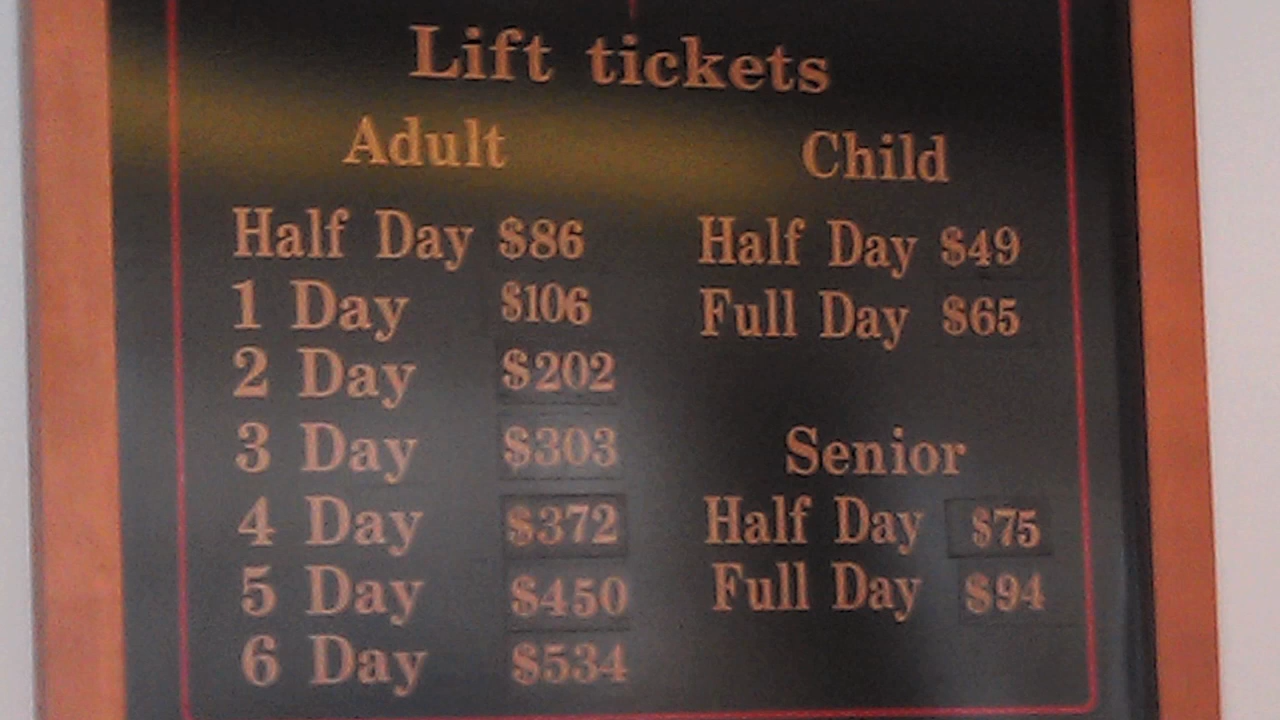 Lift tickets
Adult
Half Day $86
1 Day $106
2 Day $202
3 Day $303
4 Day $372
5 Day $450
6 Day $534
Child
Half Day $49
Full Day $65
Senior
Half Day $75
Full Day $94